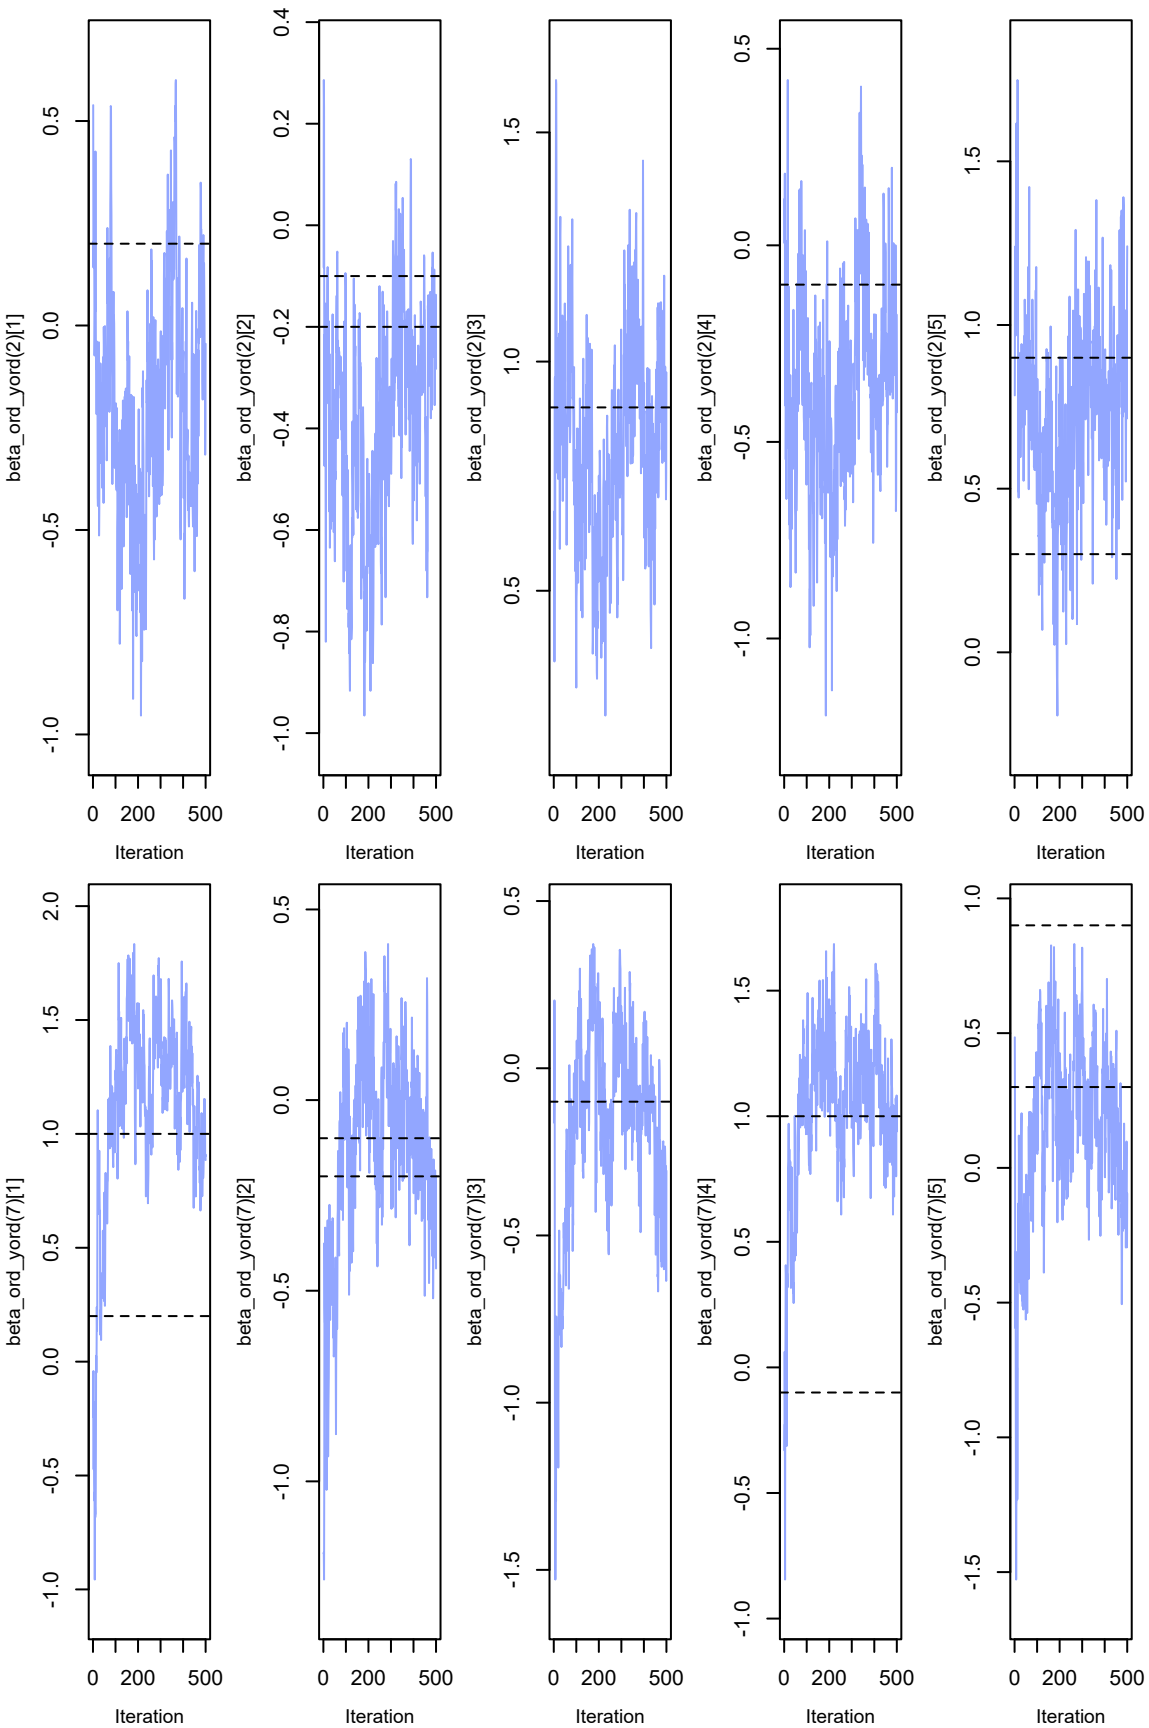 beta_ord_yord(2)[1]
-1.0 -0.5 0.0 0.5
0 200 500
Iteration
beta_ord_yord(2)[2]
-1.0 -0.8 -0.6 -0.4 -0.2 0.0 0.2 0.4
0 200 500
Iteration
beta_ord_yord(2)[3]
0.5 1.0 1.5
0 200 500
Iteration
beta_ord_yord(2)[4]
-1.0 -0.5 0.0 0.5
0 200 500
Iteration
beta_ord_yord(2)[5]
0.0 0.5 1.0 1.5
0 200 500
Iteration
beta_ord_yord(7)[1]
-1.0 -0.5 0.0 0.5 1.0 1.5 2.0
0 200 500
Iteration
beta_ord_yord(7)[2]
-1.0 -0.5 0.0 0.5
0 200 500
Iteration
beta_ord_yord(7)[3]
-1.5 -1.0 -0.5 0.0 0.5
0 200 500
Iteration
beta_ord_yord(7)[4]
-1.0 -0.5 0.0 0.5 1.0 1.5
0 200 500
Iteration
beta_ord_yord(7)[5]
-1.5 -1.0 -0.5 0.0 0.5 1.0
0 200 500
Iteration